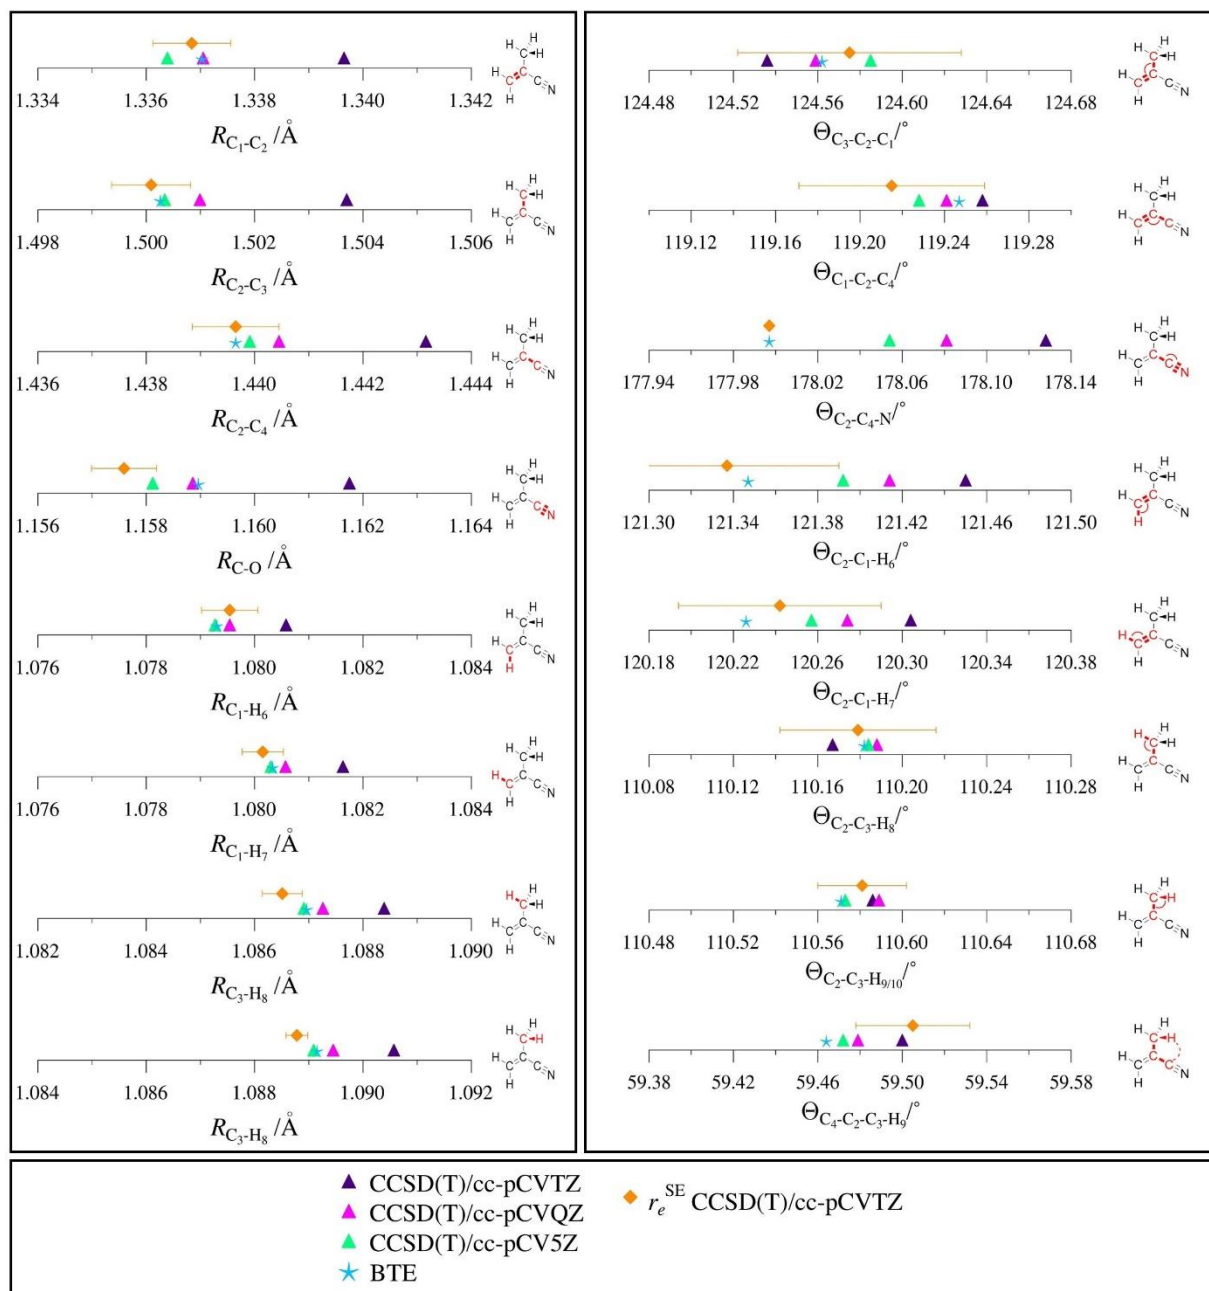 1.334 1.336 1.338 1.340 1.342
R_C1-C2 /Å
H H H H C C C C≡N
1.498 1.500 1.502 1.504 1.506
R_C2-C3 /Å
H H H H C C C C≡N
1.436 1.438 1.440 1.442 1.444
R_C2-C4 /Å
H H H H C C C C≡N
1.156 1.158 1.160 1.162 1.164
R_C-O /Å
H H H H C C C C≡N
1.076 1.078 1.080 1.082 1.084
R_C1-H6 /Å
H H H H C C C C≡N
1.076 1.078 1.080 1.082 1.084
R_C1-H7 /Å
H H H H C C C C≡N
1.082 1.084 1.086 1.088 1.090
R_C3-H8 /Å
H H H H C C C C≡N
1.084 1.086 1.088 1.090 1.092
R_C3-H8 /Å
H H H H C C C C≡N
124.48 124.52 124.56 124.60 124.64 124.68
Θ_C3-C2-C1/°
H H H H C C C C≡N
119.12 119.16 119.20 119.24 119.28
Θ_C1-C2-C4/°
H H H H C C C C≡N
177.94 177.98 178.02 178.06 178.10 178.14
Θ_C2-C4-N/°
H H H H C C C C≡N
121.30 121.34 121.38 121.42 121.46 121.50
Θ_C2-C1-H6/°
H H H H C C C C≡N
120.18 120.22 120.26 120.30 120.34 120.38
Θ_C2-C1-H7/°
H H H H C C C C≡N
110.08 110.12 110.16 110.20 110.24 110.28
Θ_C2-C3-H8/°
H H H H C C C C≡N
110.48 110.52 110.56 110.60 110.64 110.68
Θ_C2-C3-H9/10/°
H H H H C C C C≡N
59.38 59.42 59.46 59.50 59.54 59.58
Θ_C4-C2-C3-H9/°
H H H H C C C C≡N
CCSD(T)/cc-pCVTZ
CCSD(T)/cc-pCVQZ
CCSD(T)/cc-pCV5Z
BTE
r_e^SE CCSD(T)/cc-pCVTZ